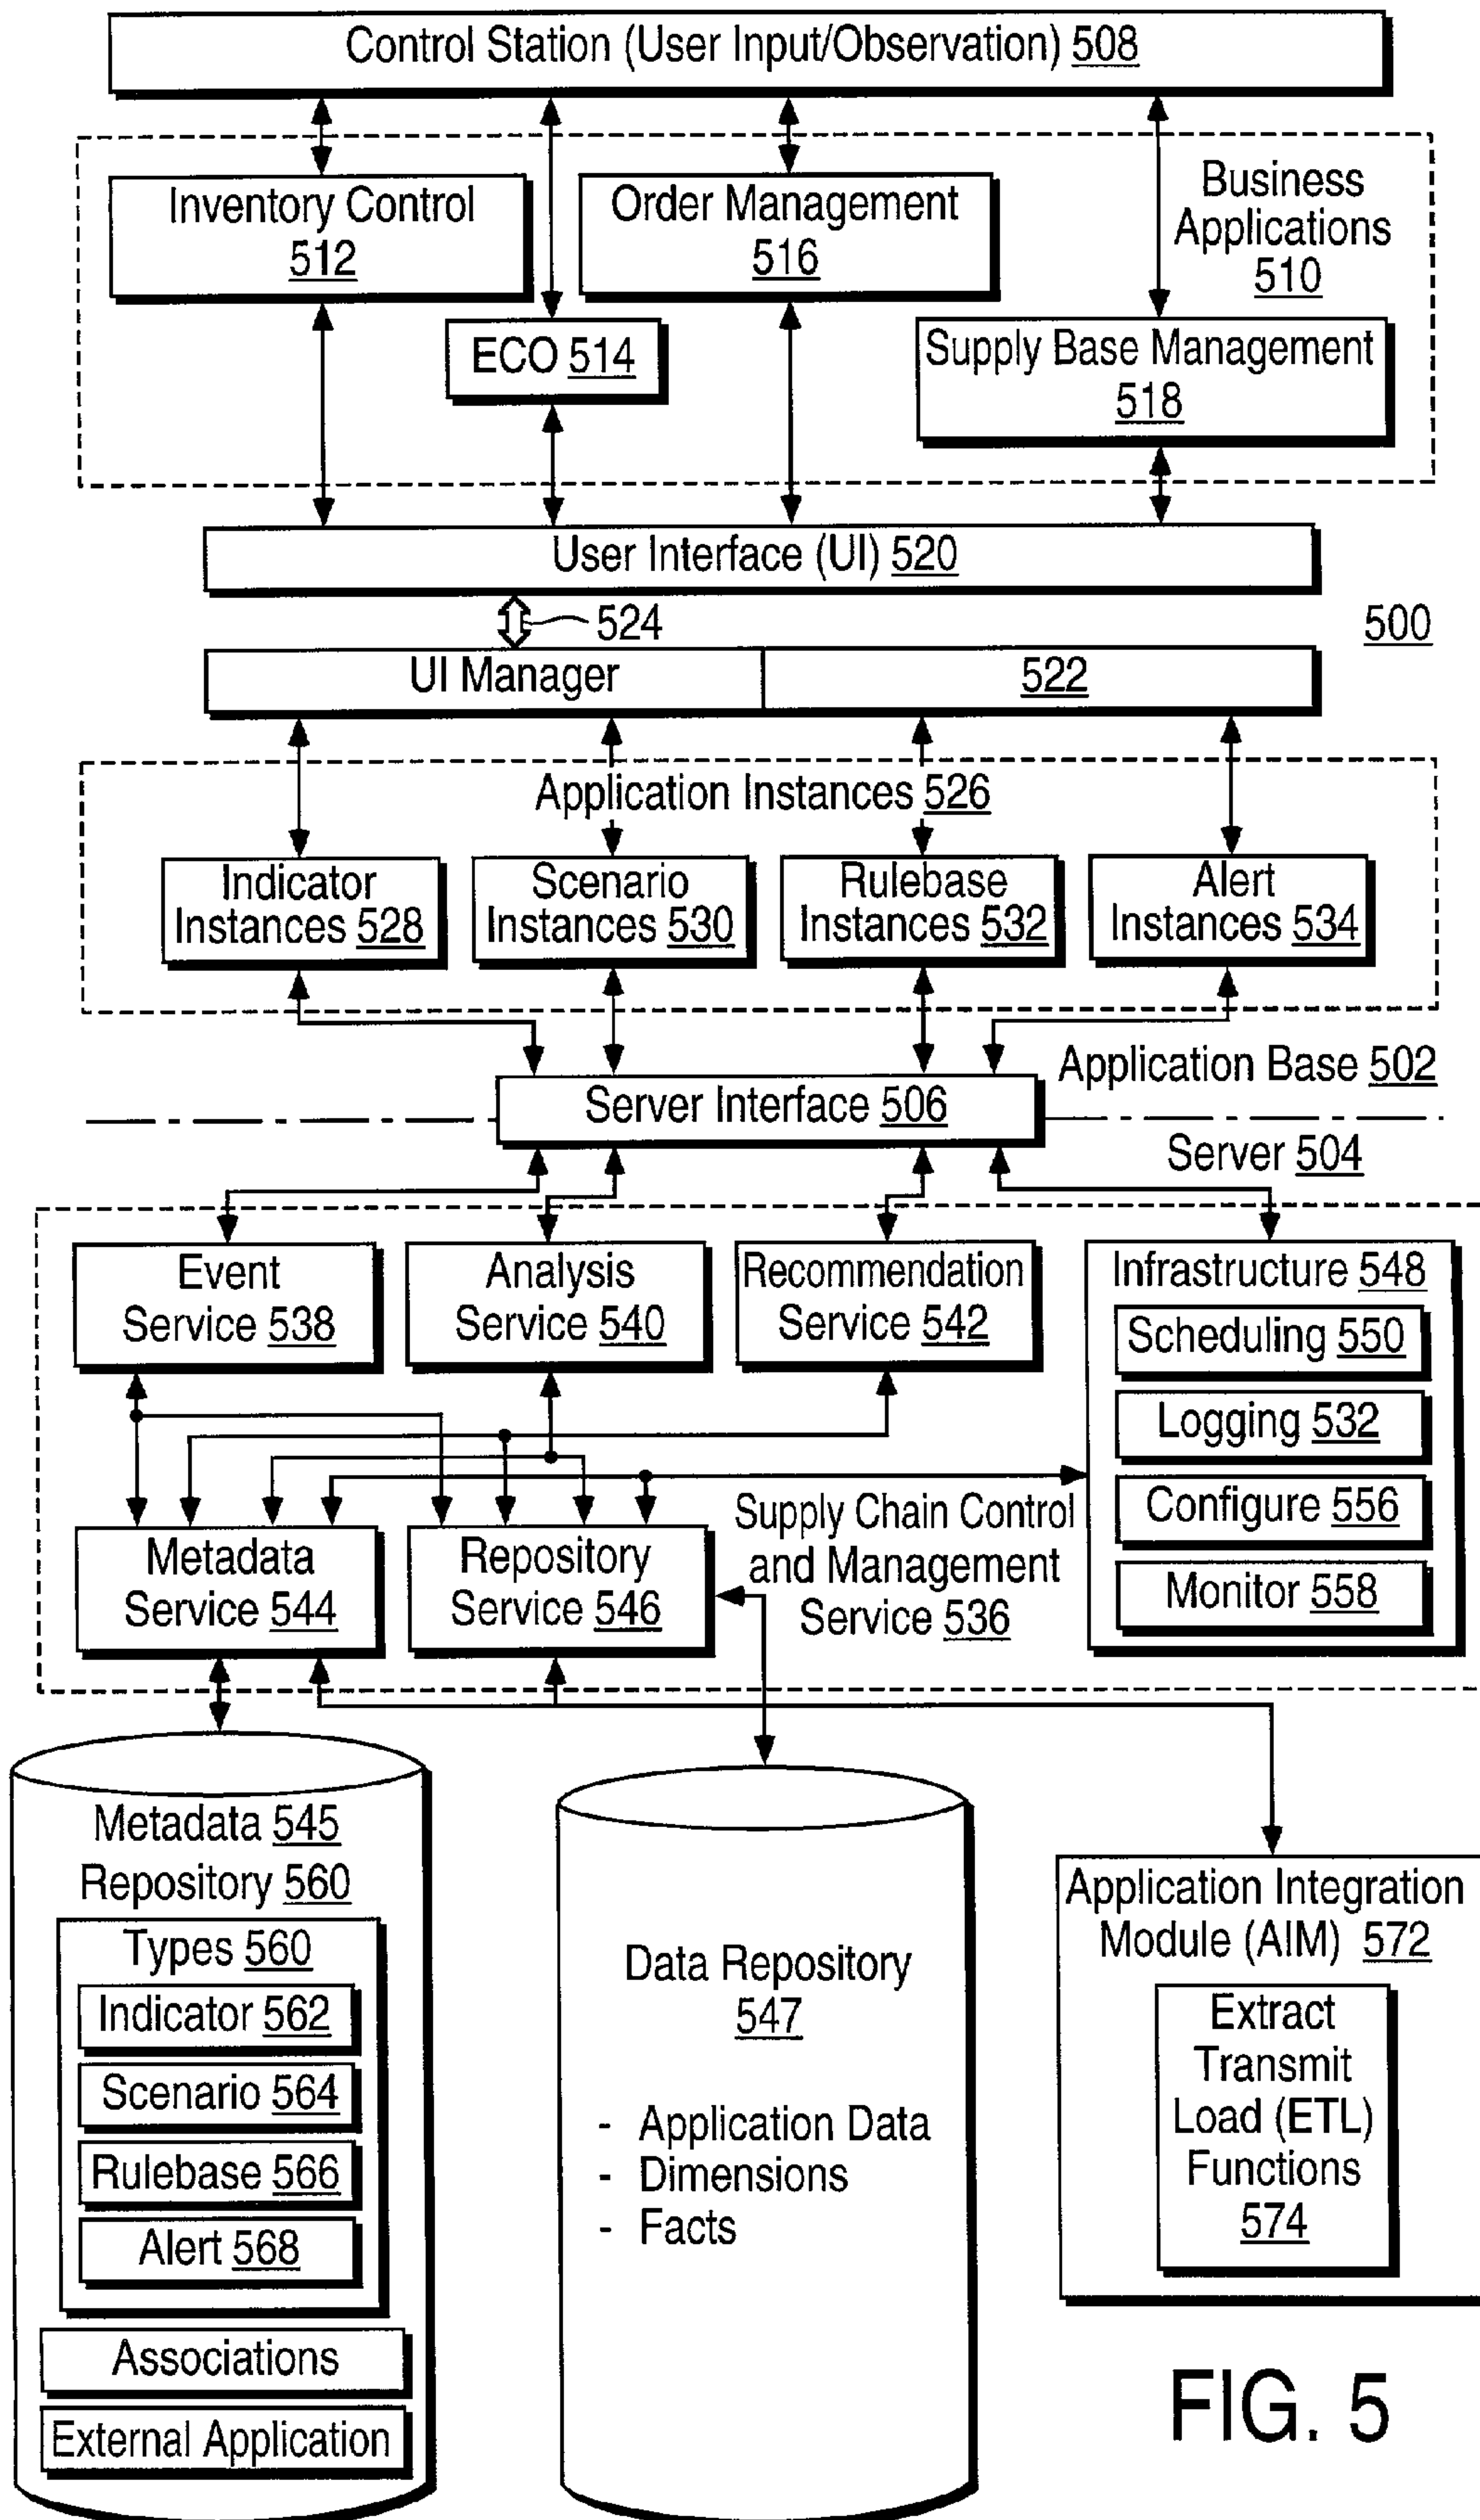 Control Station (User Input/Observation) 508
Inventory Control
512
Order Management
516
Business
Applications
510
ECO 514
Supply Base Management
518
User Interface (UI) 520
524
500
UI Manager
522
Application Instances 526
Indicator
Instances 528
Scenario
Instances 530
Rulebase
Instances 532
Alert
Instances 534
Application Base 502
Server Interface 506
Server 504
Event
Service 538
Analysis
Service 540
Recommendation
Service 542
Infrastructure 548
Scheduling 550
Logging 532
Configure 556
Monitor 558
Metadata
Service 544
Repository
Service 546
Supply Chain Control
and Management
Service 536
Metadata 545
Repository 560
Types 560
Indicator 562
Scenario 564
Rulebase 566
Alert 568
Associations
External Application
Data Repository
547
- Application Data
- Dimensions
- Facts
Application Integration
Module (AIM) 572
Extract
Transmit
Load (ETL)
Functions
574
FIG. 5